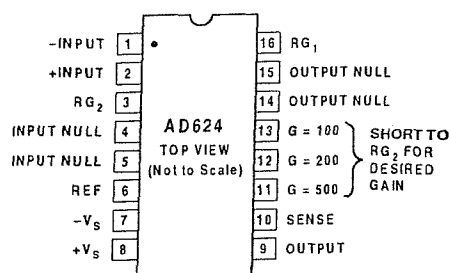 -INPUT 1
+INPUT 2
RG₂ 3
INPUT NULL 4
INPUT NULL 5
REF 6
-Vₛ 7
+Vₛ 8
AD624
TOP VIEW
(Not to Scale)
16 RG₁
15 OUTPUT NULL
14 OUTPUT NULL
13 G = 100
12 G = 200
11 G = 500
10 SENSE
9 OUTPUT
SHORT TO
RG₂ FOR
DESIRED
GAIN